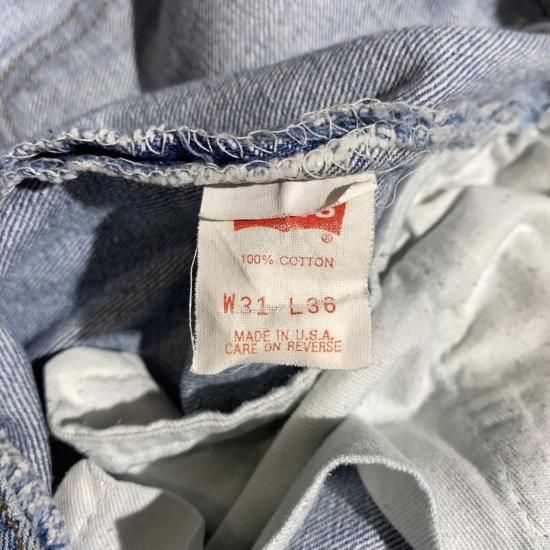 ®
100% COTTON
W31 L36
MADE IN U.S.A.
CARE ON REVERSE